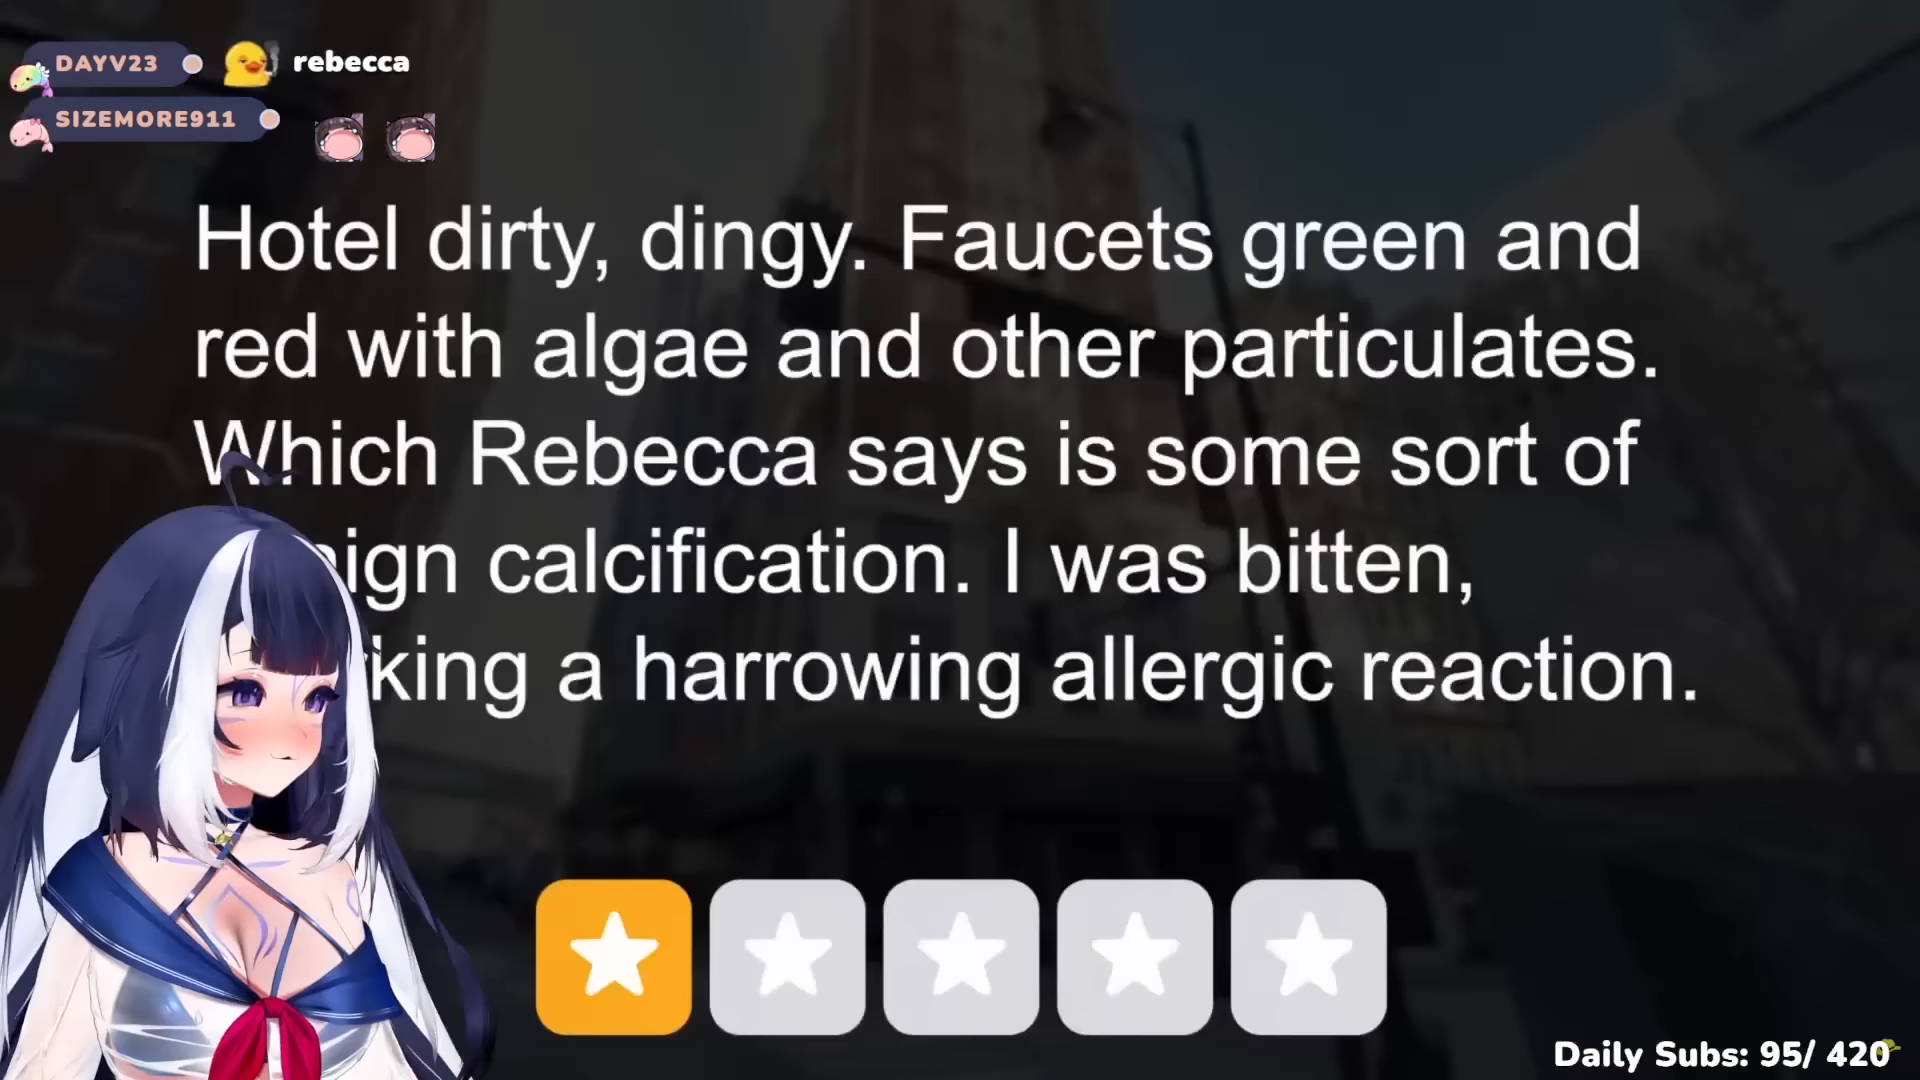 DAYV23 rebecca
SIZEMORE911
Hotel dirty, dingy. Faucets green and
red with algae and other particulates.
Which Rebecca says is some sort of
ign calcification. I was bitten,
king a harrowing allergic reaction.
Daily Subs: 95/ 420